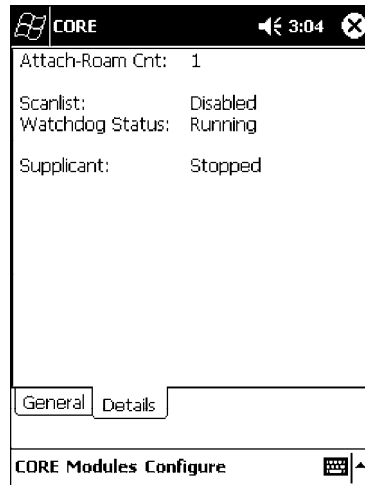 CORE 3:04
Attach-Roam Cnt: 1
Scanlist: Disabled
Watchdog Status: Running
Supplicant: Stopped
General Details
CORE Modules Configure